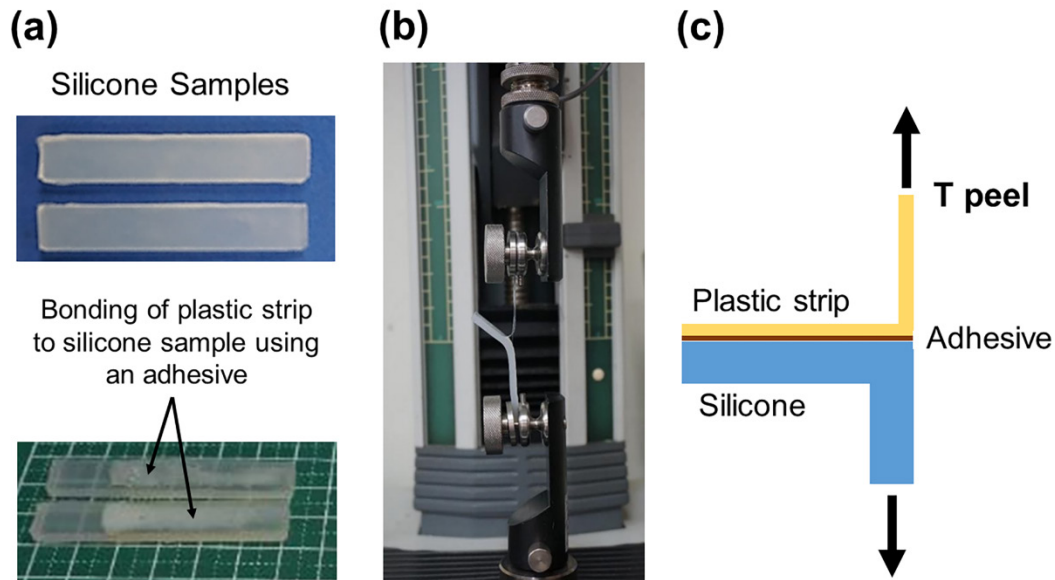 (a)
Silicone Samples
Bonding of plastic strip
to silicone sample using
an adhesive
(b)
(c)
T peel
Plastic strip
Adhesive
Silicone